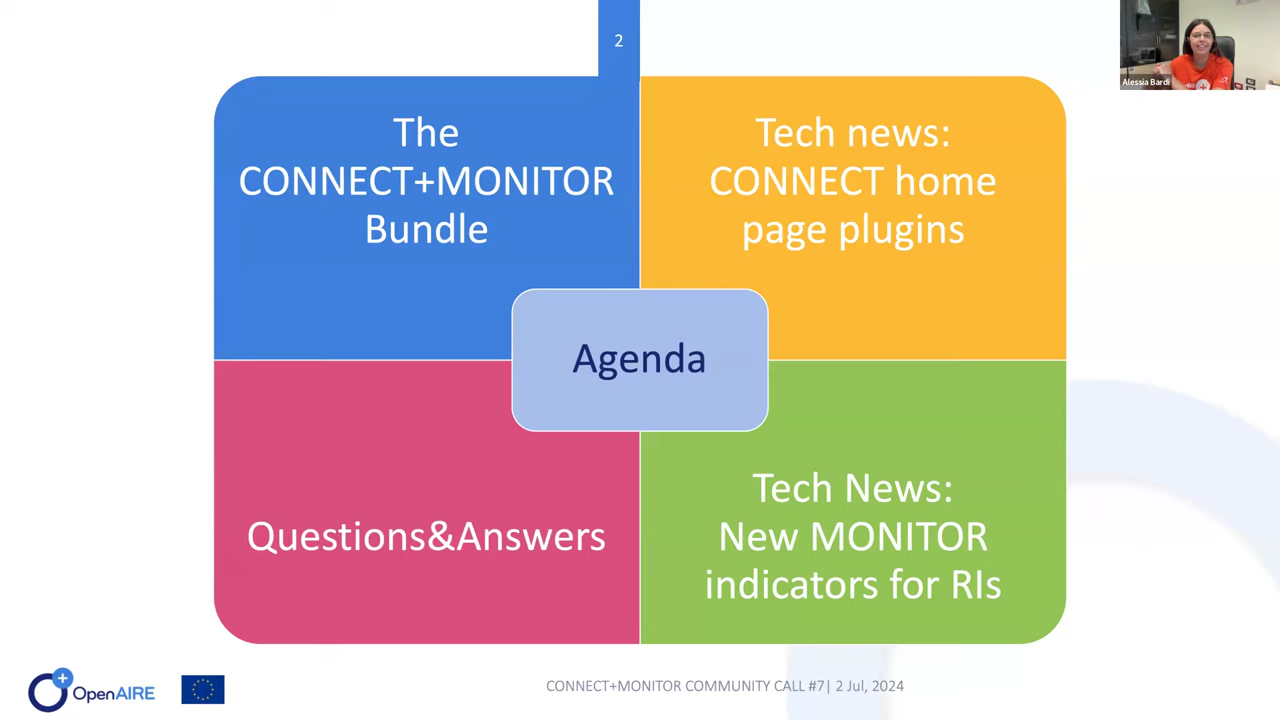 2
Alessia Bardi
The
CONNECT+MONITOR
Bundle
Tech news:
CONNECT home
page plugins
Agenda
Questions&Answers
Tech News:
New MONITOR
indicators for RIs
OpenAIRE
CONNECT+MONITOR COMMUNITY CALL #7| 2 Jul, 2024